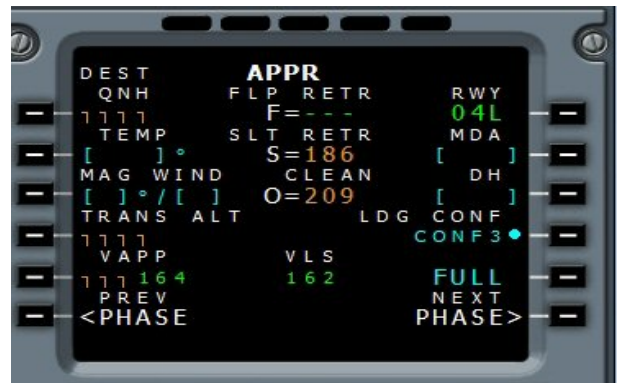 DEST APPR
QNH FLP RETR RWY
F=--- 04L
TEMP SLT RETR MDA
[ ]° S=186 [ ]
MAG WIND CLEAN DH
[ ]°/[ ] O=209 [ ]
TRANS ALT LDG CONF
CONF3
VAPP VLS
164 162 FULL
PREV NEXT
<PHASE PHASE>